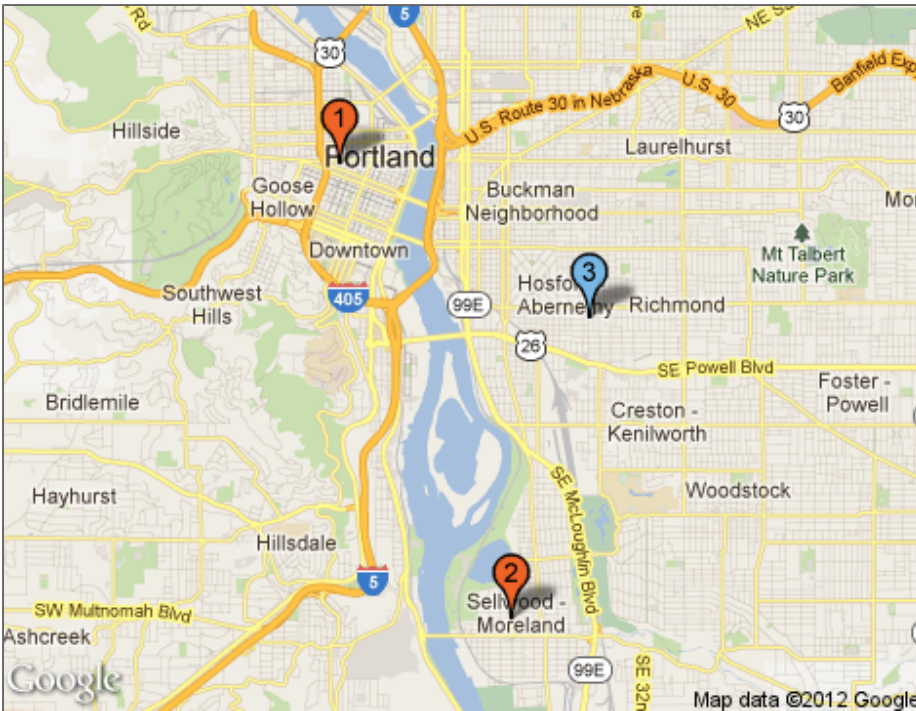 5
Rd
NE S
30
1
Hillside
Portland
U.S. Route 30 in Nebraska
U.S. 30
Banfield Exp
30
Laurelhurst
Goose
Hollow
Buckman
Neighborhood
Mo
Downtown
Mt Talbert
Nature Park
3
Hosfo
Abernethy
Richmond
Southwest
Hills
405
99E
26
SE Powell Blvd
Foster -
Powell
Bridlemile
Creston -
Kenilworth
Hayhurst
SE McLoughlin Blvd
Woodstock
Hillsdale
5
2
SW Multnomah Blvd
Sellwood -
Moreland
Ashcreek
99E
SE 32n
Google
Map data ©2012 Google